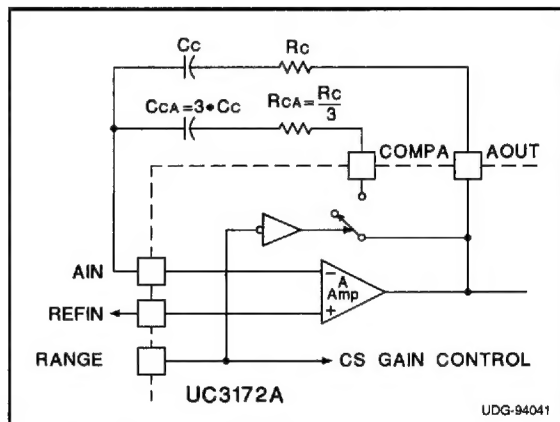 Cc Rc
CCA=3•Cc RCA=Rc/3
COMPA AOUT
AIN
− A
Amp
+
REFIN
RANGE
CS GAIN CONTROL
UC3172A
UDG-94041